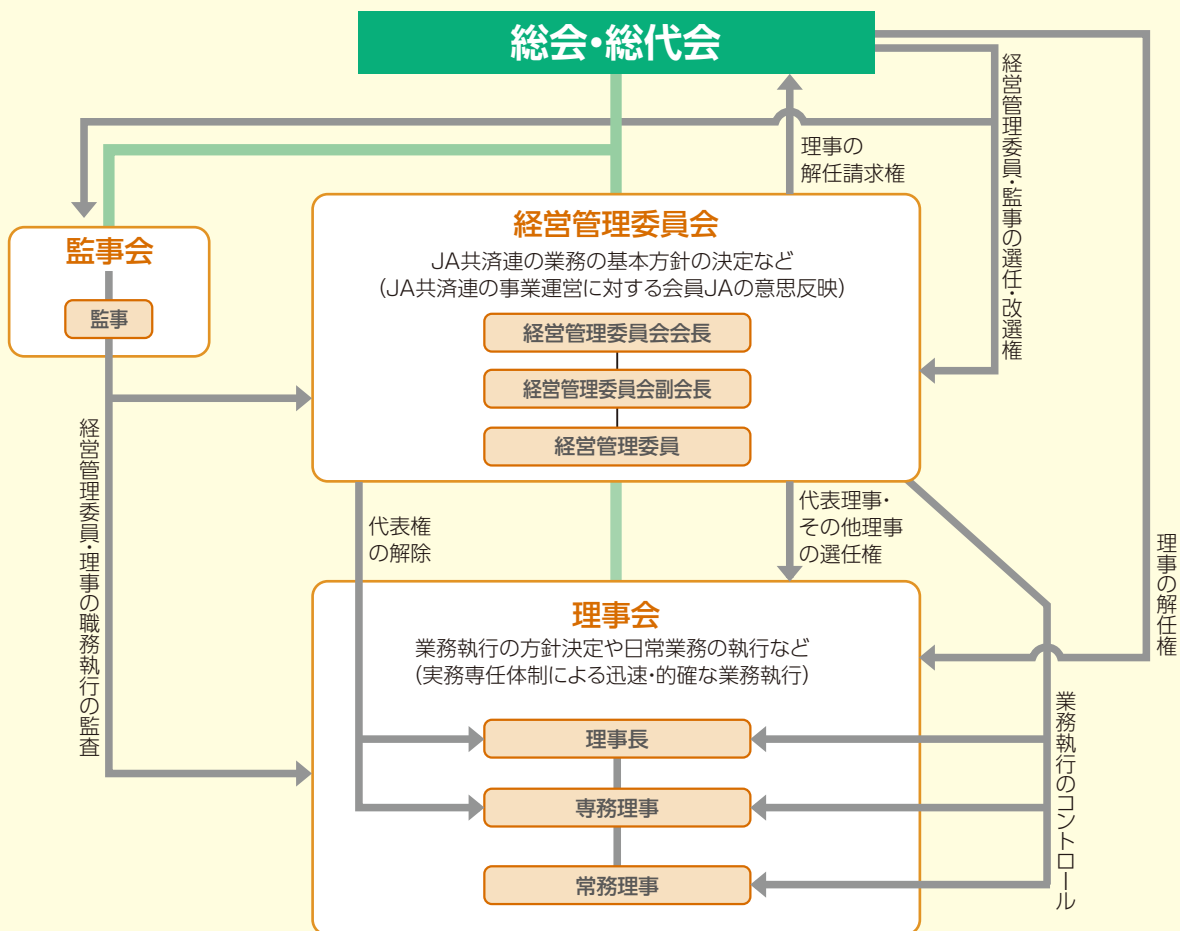 総会・総代会
理事の
解任請求権
経営管理委員・監事の選任・改選権
経営管理委員会
JA共済連の業務の基本方針の決定など
(JA共済連の事業運営に対する会員JAの意思反映)
経営管理委員会会長
経営管理委員会副会長
経営管理委員
監事会
監事
経営管理委員・理事の職務執行の監査
代表権
の解除
代表理事・
その他理事
の選任権
理事の解任権
理事会
業務執行の方針決定や日常業務の執行など
(実務専任体制による迅速・的確な業務執行)
理事長
専務理事
常務理事
業務執行のコントロール